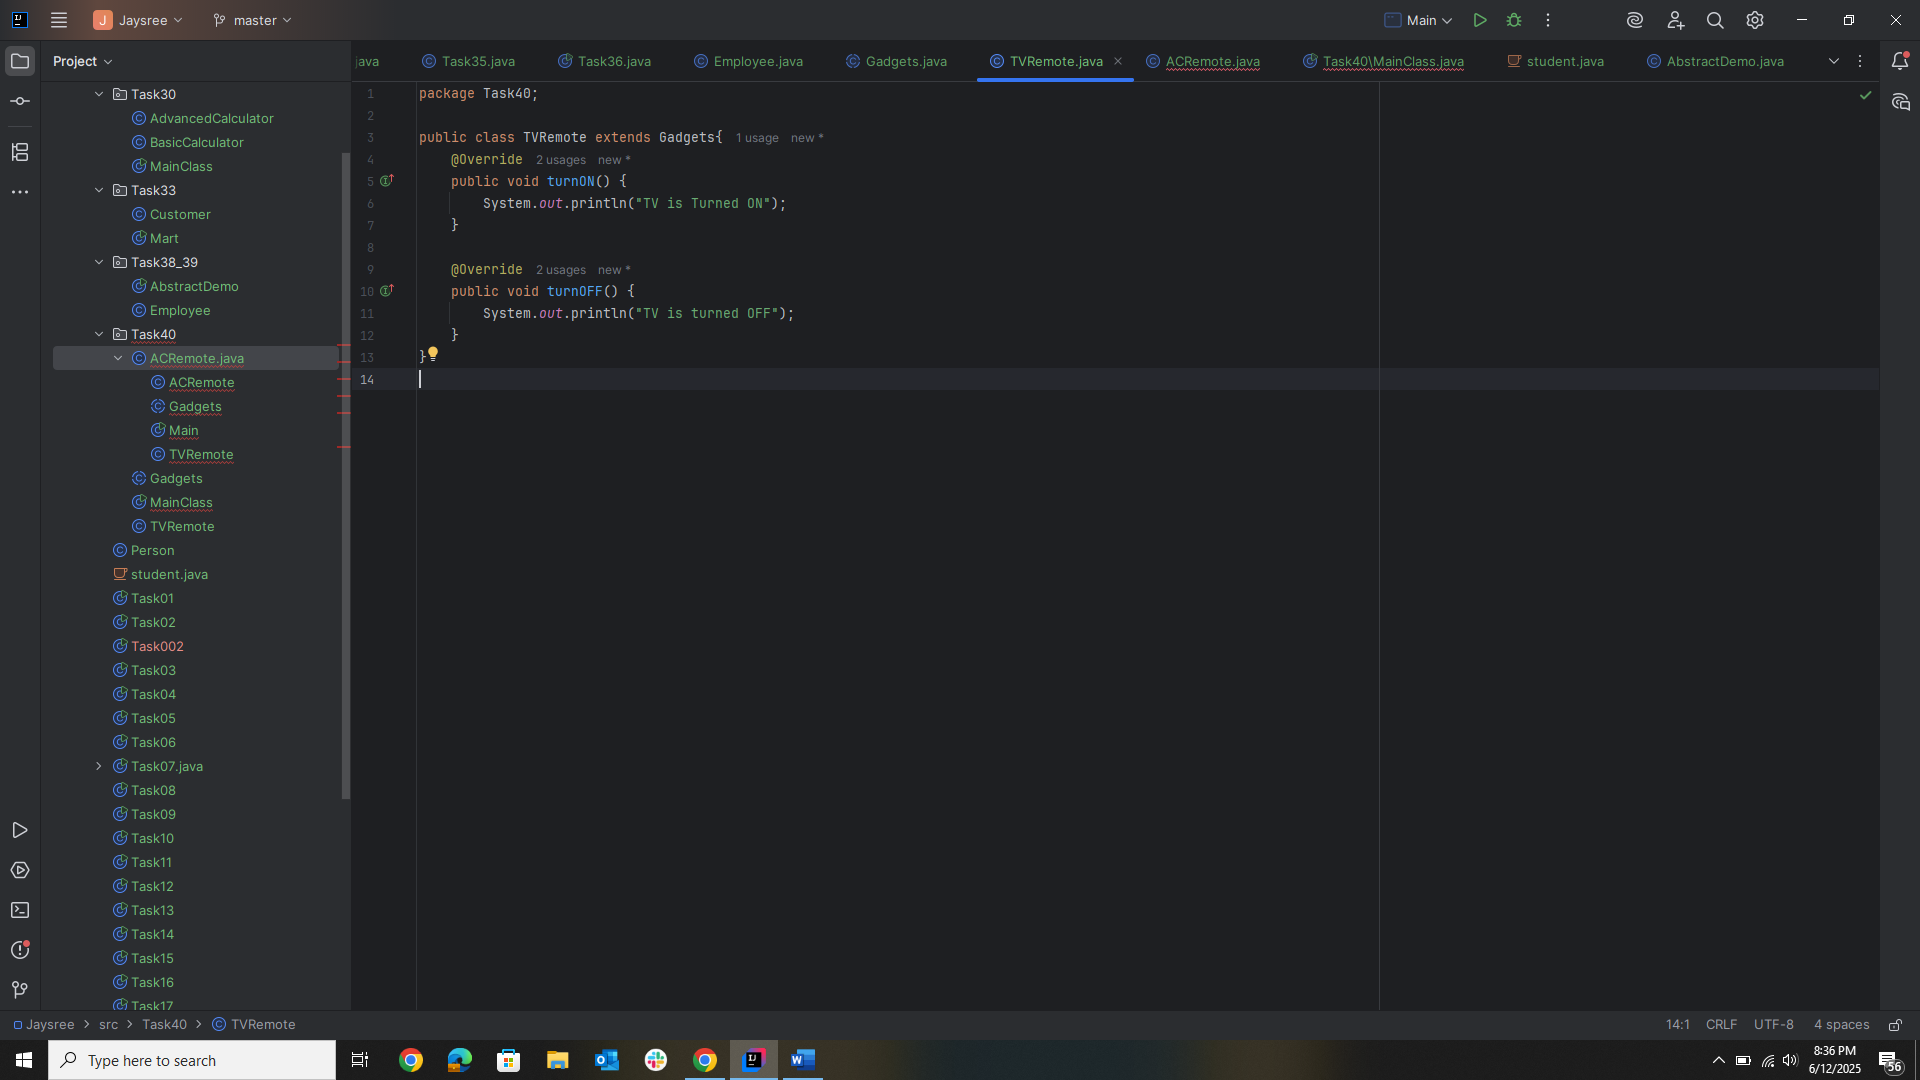 J Jaysree master Main
Project
java Task35.java Task36.java Employee.java Gadgets.java TVRemote.java ACRemote.java Task40\MainClass.java student.java AbstractDemo.java
Task30
AdvancedCalculator
BasicCalculator
MainClass
Task33
Customer
Mart
Task38_39
AbstractDemo
Employee
Task40
ACRemote.java
ACRemote
Gadgets
Main
TVRemote
Gadgets
MainClass
TVRemote
Person
student.java
Task01
Task02
Task002
Task03
Task04
Task05
Task06
Task07.java
Task08
Task09
Task10
Task11
Task12
Task13
Task14
Task15
Task16
Task17
1 package Task40;
2
3 public class TVRemote extends Gadgets{ 1 usage new *
4 @Override 2 usages new *
5 public void turnON() {
6 System.out.println("TV is Turned ON");
7 }
8
9 @Override 2 usages new *
10 public void turnOFF() {
11 System.out.println("TV is turned OFF");
12 }
13 }
14
Jaysree > src > Task40 > TVRemote 14:1 CRLF UTF-8 4 spaces
Type here to search
8:36 PM
6/12/2025
56